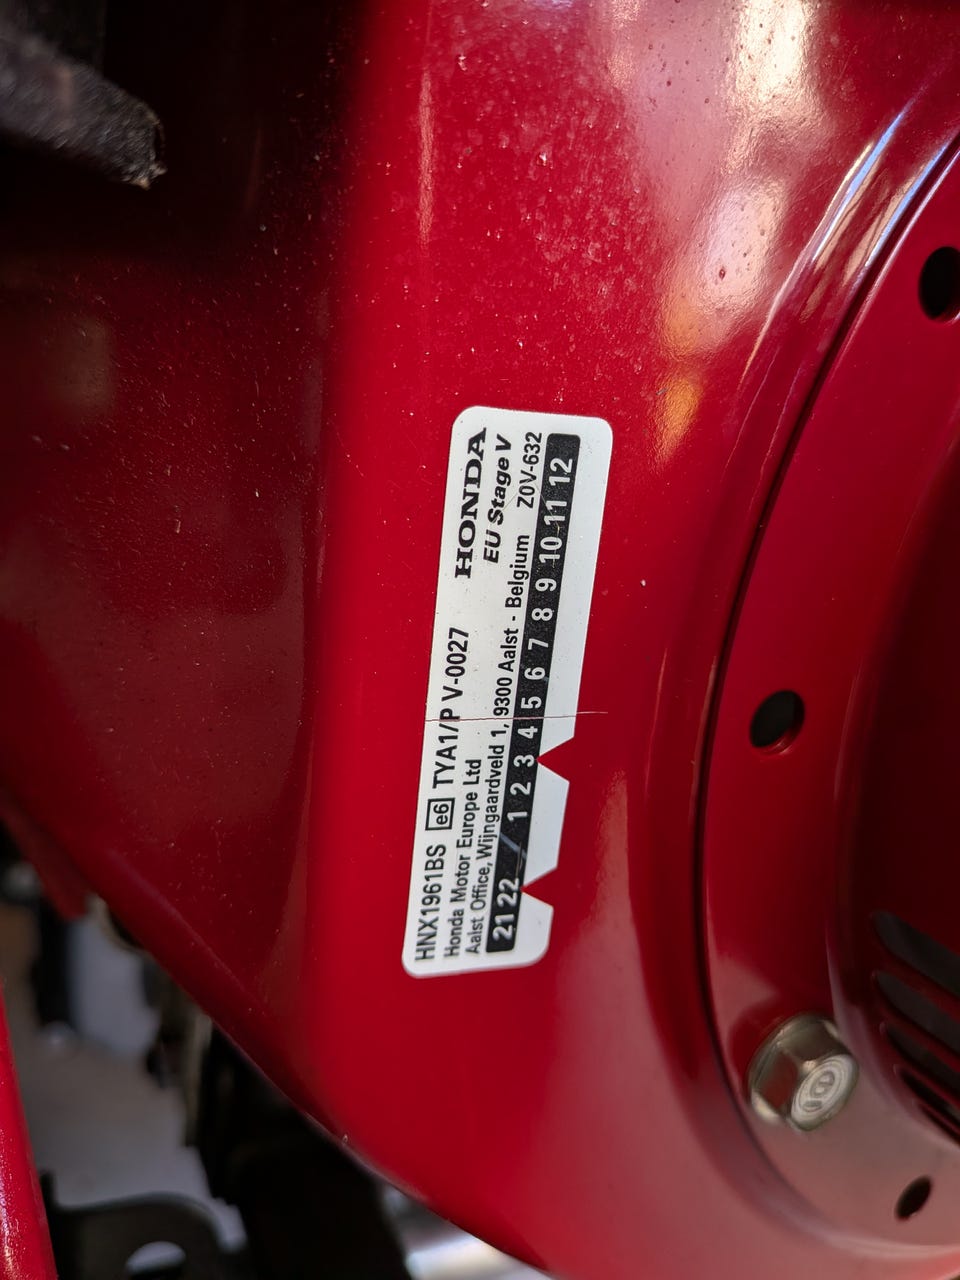 HNX1961BS e6 TYA1/P V-0027 HONDA
Honda Motor Europe Ltd EU Stage V
Aalst Office, Wijngaardveld 1, 9300 Aalst - Belgium Z0V-632
21 22 / 1 2 3 4 5 6 7 8 9 10 11 12